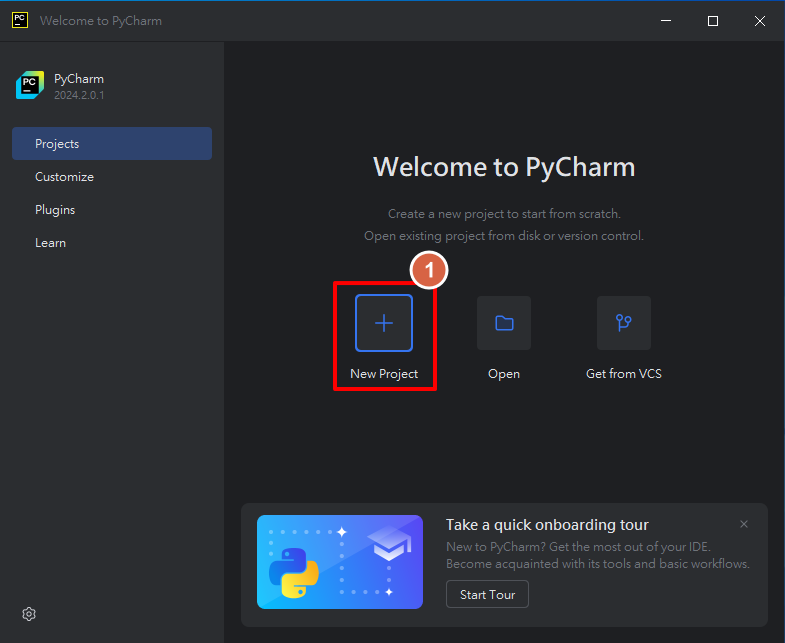 PC
Welcome to PyCharm
PC
PyCharm
2024.2.0.1
Projects
Customize
Plugins
Learn
Welcome to PyCharm
Create a new project to start from scratch.
Open existing project from disk or version control.
1
New Project
Open
Get from VCS
Take a quick onboarding tour
New to PyCharm? Get the most out of your IDE.
Become acquainted with its tools and basic workflows.
Start Tour